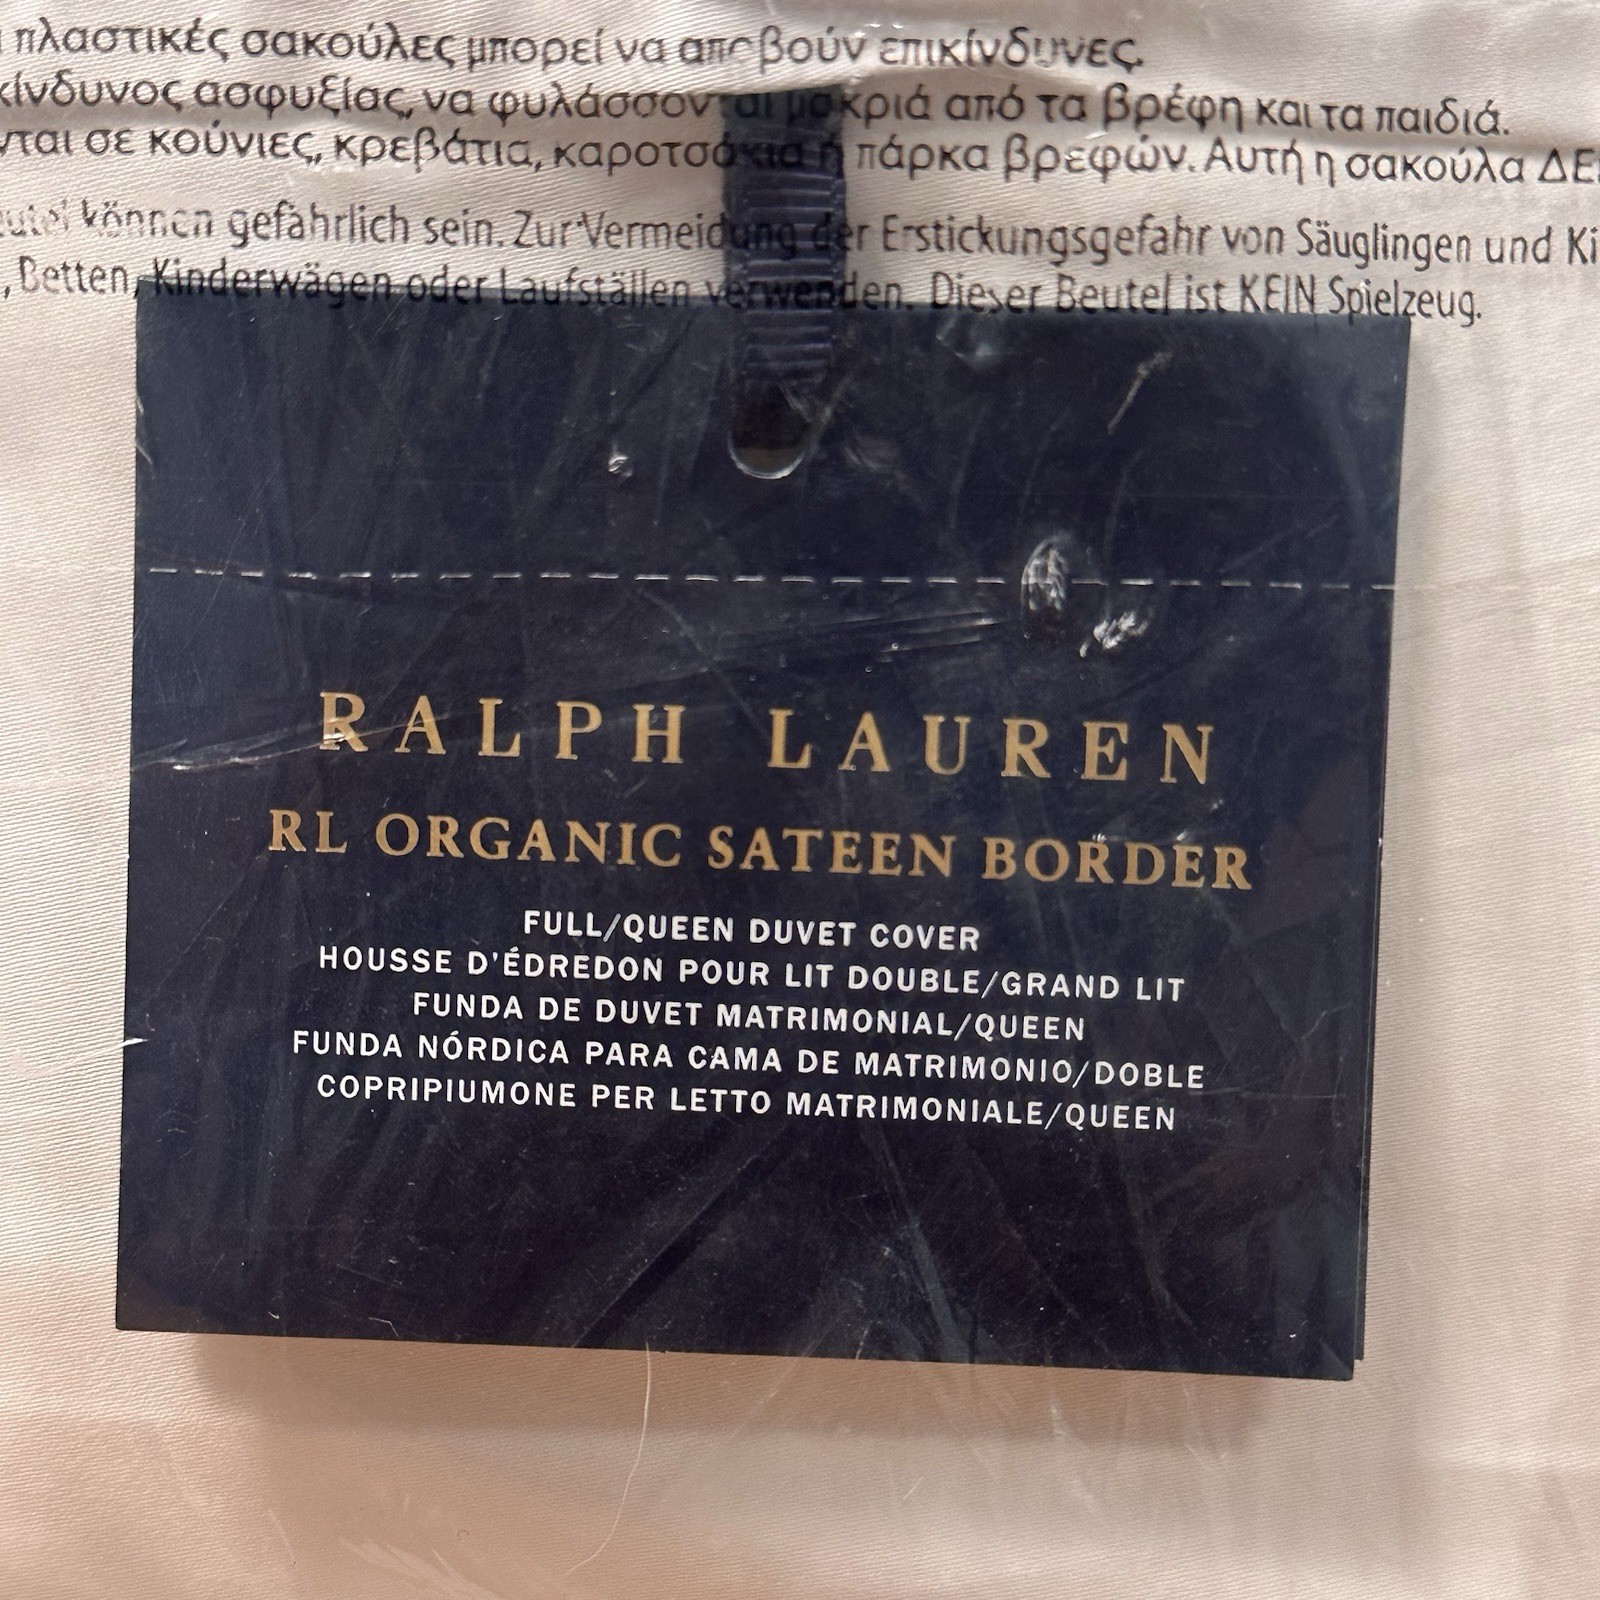 πλαστικές σακούλες μπορεί να αποβούν επικίνδυνες.
κίνδυνος ασφυξίας, να φυλάσσονται μακριά από τα βρέφη και τα παιδιά.
νται σε κούνιες, κρεβάτια, καροτσάκια ή πάρκα βρεφών. Αυτή η σακούλα ΔΕ
eutel können gefährlich sein. Zur Vermeidung der Erstickungsgefahr von Säuglingen und Ki
, Betten, Kinderwägen oder Laufställen verwenden. Dieser Beutel ist KEIN Spielzeug.
RALPH LAUREN
RL ORGANIC SATEEN BORDER
FULL/QUEEN DUVET COVER
HOUSSE D'ÉDREDON POUR LIT DOUBLE/GRAND LIT
FUNDA DE DUVET MATRIMONIAL/QUEEN
FUNDA NÓRDICA PARA CAMA DE MATRIMONIO/DOBLE
COPRIPIUMONE PER LETTO MATRIMONIALE/QUEEN